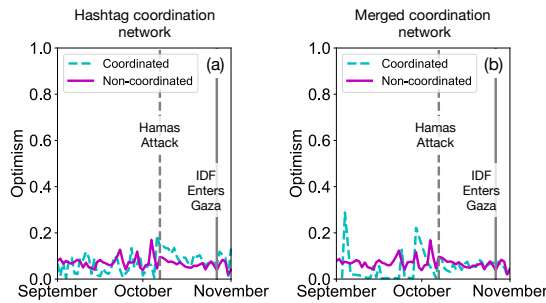 Hashtag coordination
network
Optimism
1.0
0.8
0.6
0.4
0.2
0.0
Coordinated
Non-coordinated
(a)
Hamas
Attack
IDF
Enters
Gaza
September
October
November
Merged coordination
network
Optimism
1.0
0.8
0.6
0.4
0.2
0.0
Coordinated
Non-coordinated
(b)
Hamas
Attack
IDF
Enters
Gaza
September
October
November